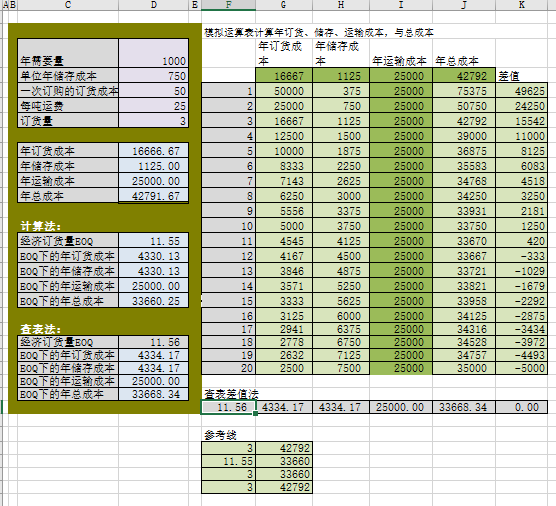 A B C D E F G H I J K
模拟运算表计算年订货、储存、运输成本，与总成本
年订货成本 年储存成本 年运输成本 年总成本
年需要量 1000
单位年储存成本 750 16667 1125 25000 42792 差值
一次订购的订货成本 50 1 50000 375 25000 75375 49625
每吨运费 25 2 25000 750 25000 50750 24250
订货量 3 3 16667 1125 25000 42792 15542
4 12500 1500 25000 39000 11000
年订货成本 16666.67 5 10000 1875 25000 36875 8125
年储存成本 1125.00 6 8333 2250 25000 35583 6083
年运输成本 25000.00 7 7143 2625 25000 34768 4518
年总成本 42791.67 8 6250 3000 25000 34250 3250
9 5556 3375 25000 33931 2181
计算法： 10 5000 3750 25000 33750 1250
经济订货量EOQ 11.55 11 4545 4125 25000 33670 420
EOQ下的年订货成本 4330.13 12 4167 4500 25000 33667 -333
EOQ下的年储存成本 4330.13 13 3846 4875 25000 33721 -1029
EOQ下的年运输成本 25000.00 14 3571 5250 25000 33821 -1679
EOQ下的年总成本 33660.25 15 3333 5625 25000 33958 -2292
16 3125 6000 25000 34125 -2875
查表法： 17 2941 6375 25000 34316 -3434
经济订货量EOQ 11.56 18 2778 6750 25000 34528 -3972
EOQ下的年订货成本 4334.17 19 2632 7125 25000 34757 -4493
EOQ下的年储存成本 4334.17 20 2500 7500 25000 35000 -5000
EOQ下的年运输成本 25000.00
EOQ下的年总成本 33668.34 查表差值法
11.56 4334.17 4334.17 25000.00 33668.34 0.00
参考线
3 42792
11.55 33660
3 33660
3 42792